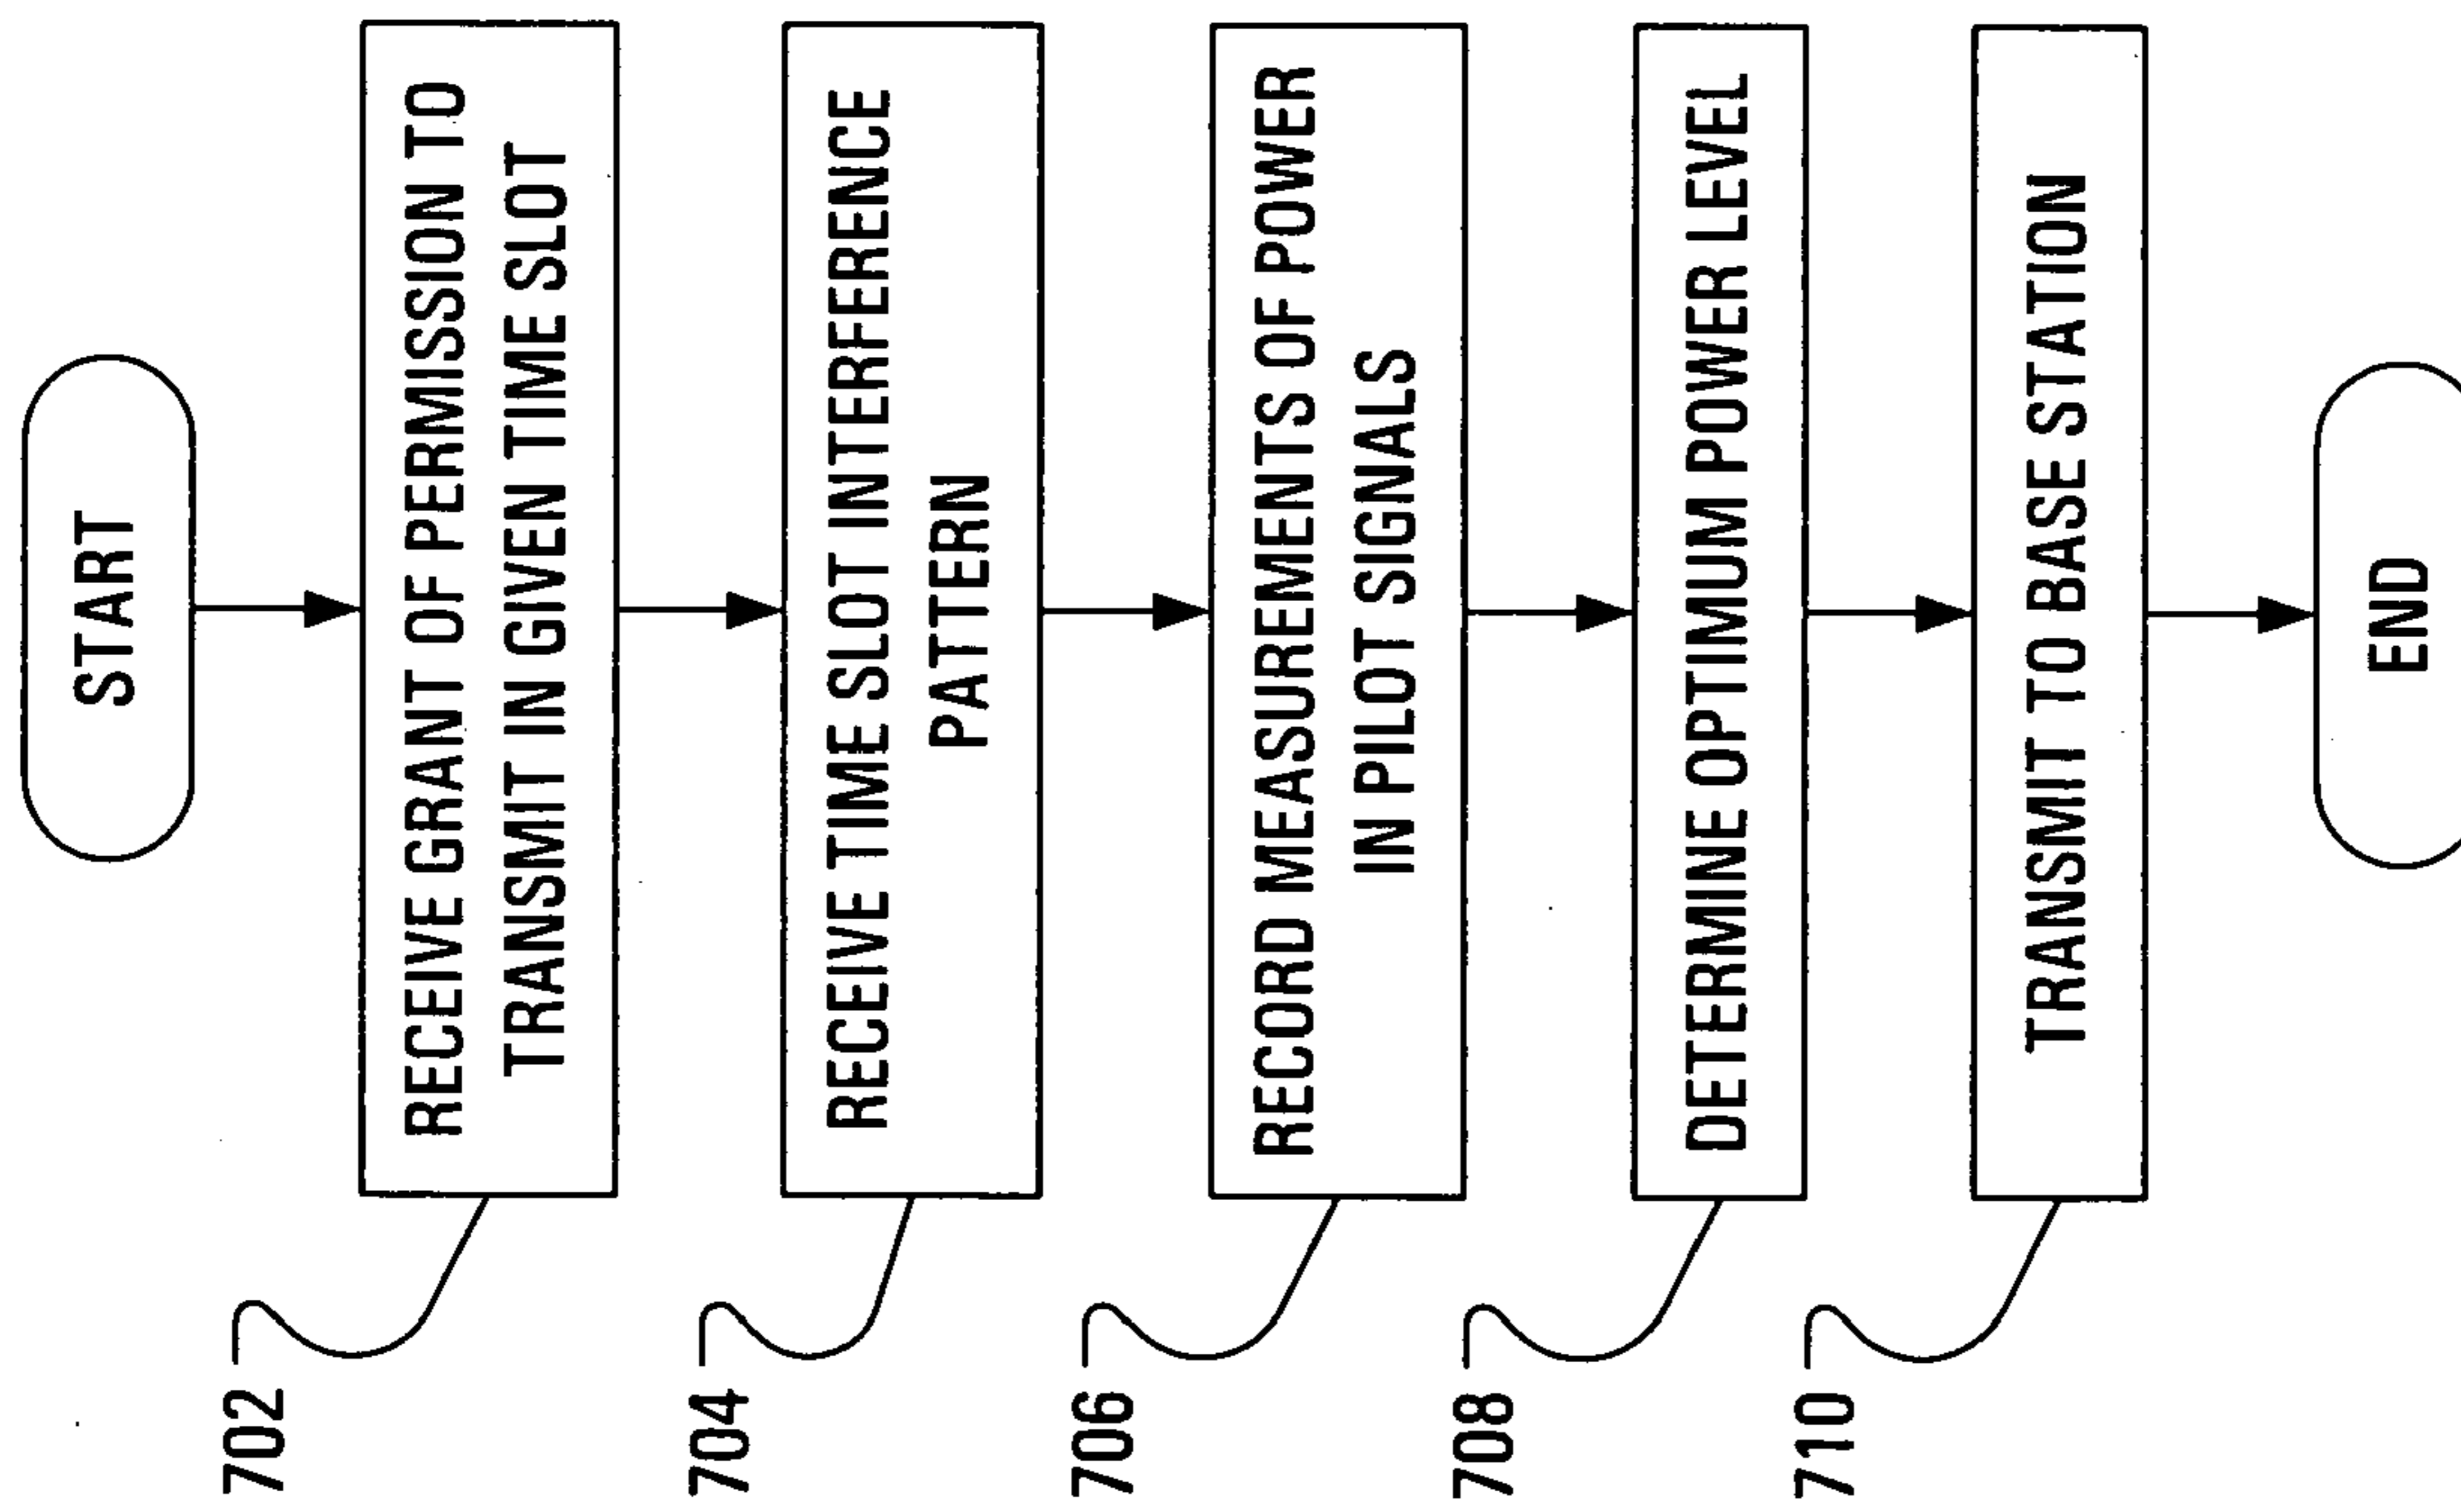 START
702
RECEIVE GRANT OF PERMISSION TO
TRANSMIT IN GIVEN TIME SLOT
704
RECEIVE TIME SLOT INTERFERENCE
PATTERN
706
RECORD MEASUREMENTS OF POWER
IN PILOT SIGNALS
708
DETERMINE OPTIMUM POWER LEVEL
710
TRANSMIT TO BASE STATION
END